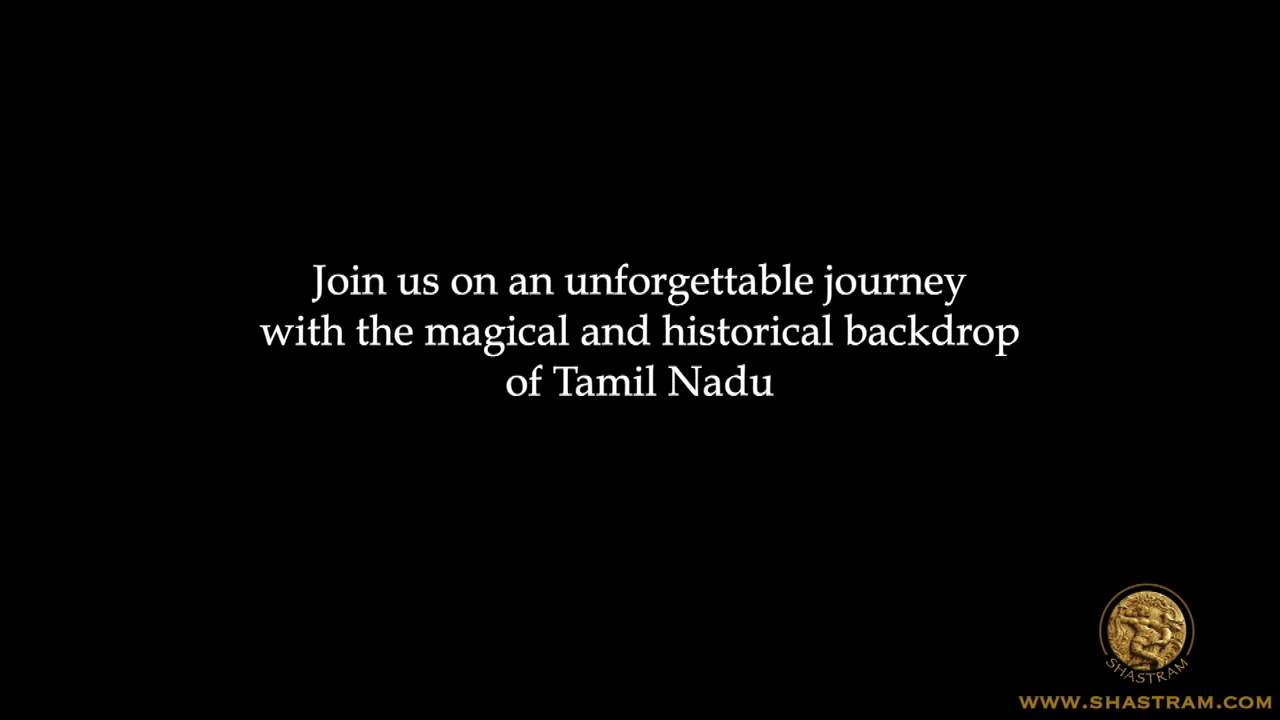 Join us on an unforgettable journey
with the magical and historical backdrop
of Tamil Nadu
SHASTRAM
WWW.SHASTRAM.COM